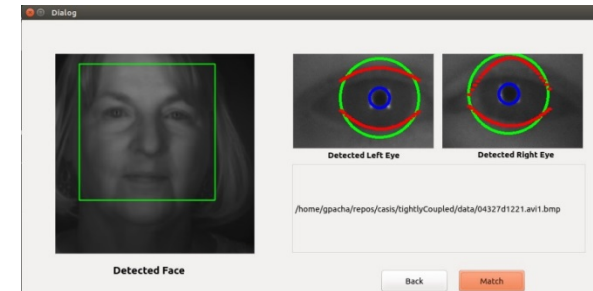 Dialog
Detected Left Eye
Detected Right Eye
/home/gpacha/repos/casis/tightlyCoupled/data/04327d1221.avi1.bmp
Detected Face
Back
Match